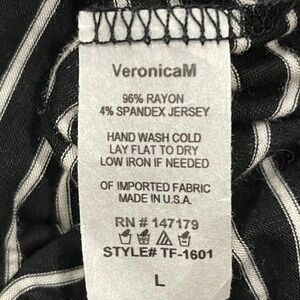 VeronicaM
96% RAYON
4% SPANDEX JERSEY
HAND WASH COLD
LAY FLAT TO DRY
LOW IRON IF NEEDED
OF IMPORTED FABRIC
MADE IN U.S.A.
RN # 147179
STYLE# TF-1601
L